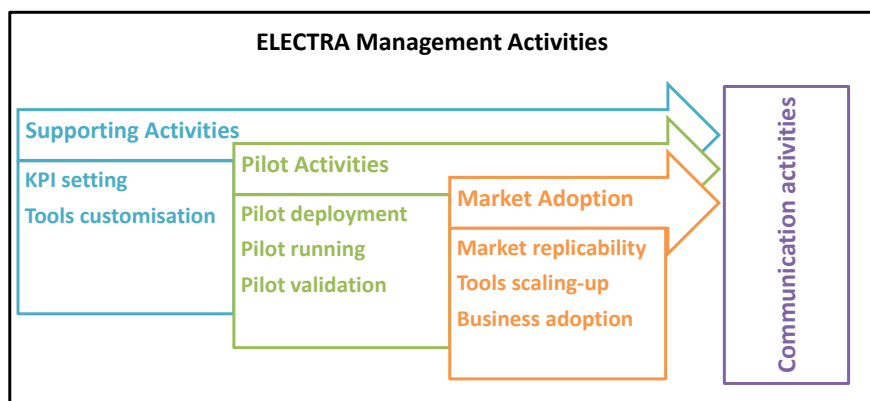 ELECTRA Management Activities
Supporting Activities
KPI setting
Tools customisation
Pilot Activities
Pilot deployment
Pilot running
Pilot validation
Market Adoption
Market replicability
Tools scaling-up
Business adoption
Communication activities